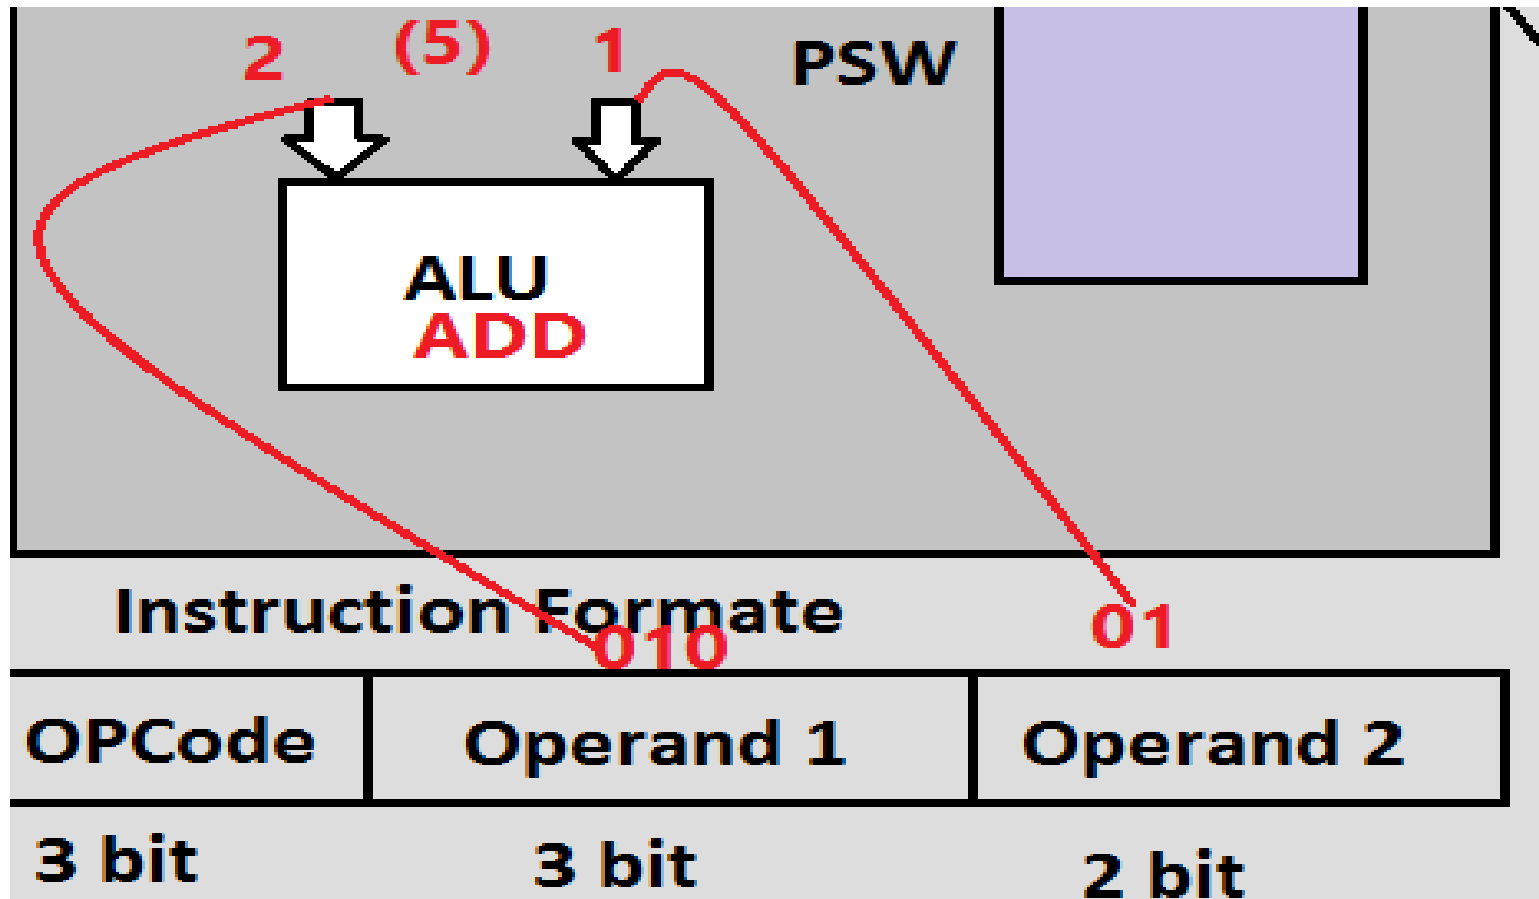 2 (5) 1
PSW
ALU
ADD
Instruction Formate
010 01
OPCode Operand 1 Operand 2
3 bit 3 bit 2 bit